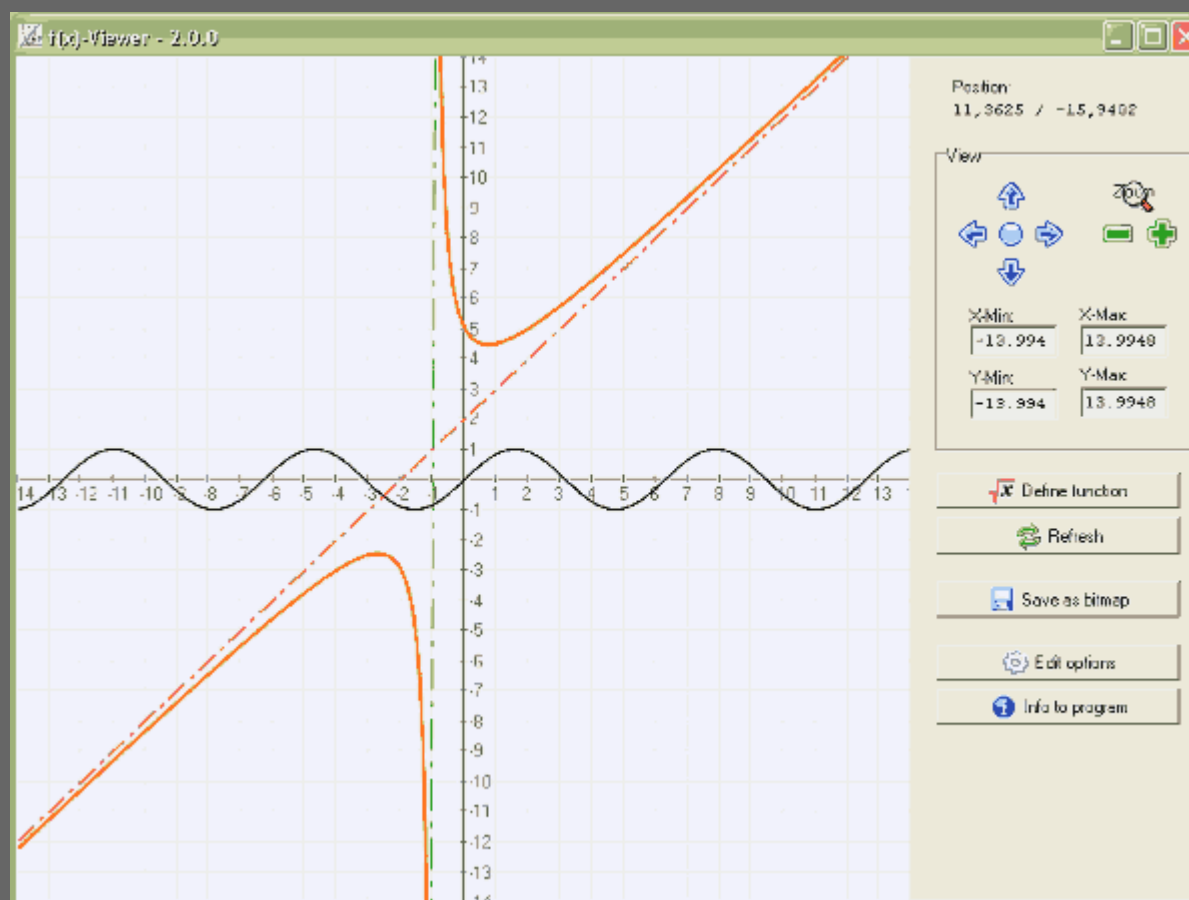 f(x)-Viewer - 2.0.0
14
13
12
11
10
9
8
7
6
5
4
3
2
1
14 -13 -12 -11 -10 -9 -8 -7 -6 -5 -4 -3 -2 -1 1 2 3 4 5 6 7 8 9 10 11 12 13
-1
-2
-3
-4
-5
-6
-7
-8
-9
-10
-11
-12
-13
Position:
11,3625 / -15,9482
View
Zoom
X-Min: X-Max:
-13.994 13.9948
Y-Min: Y-Max:
-13.994 13.9948
Define function
Refresh
Save as bitmap
Edit options
Info to program